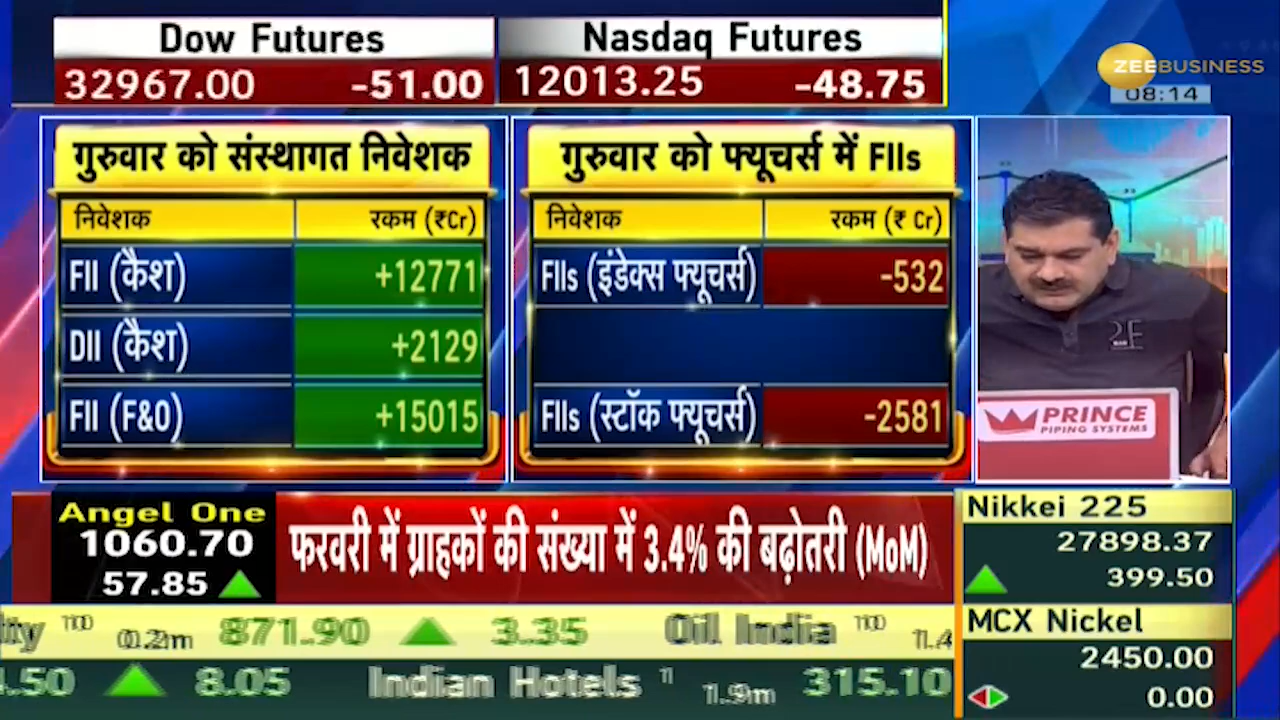 Dow Futures
32967.00 -51.00
Nasdaq Futures
12013.25 -48.75
ZEEBUSINESS
08:14
गुरुवार को संस्थागत निवेशक
निवेशक रकम (₹Cr)
FII (कैश) +12771
DII (कैश) +2129
FII (F&O) +15015
गुरुवार को फ्यूचर्स में FIIs
निवेशक रकम (₹ Cr)
FIIs (इंडेक्स फ्यूचर्स) -532
FIIs (स्टॉक फ्यूचर्स) -2581
PRINCE
PIPING SYSTEMS
Angel One
1060.70
57.85
फरवरी में ग्राहकों की संख्या में 3.4% की बढ़ोतरी (MoM)
Nikkei 225
27898.37
399.50
MCX Nickel
2450.00
0.00
871.90 3.35 Oil India
8.05 Indian Hotels 1.9m 315.10